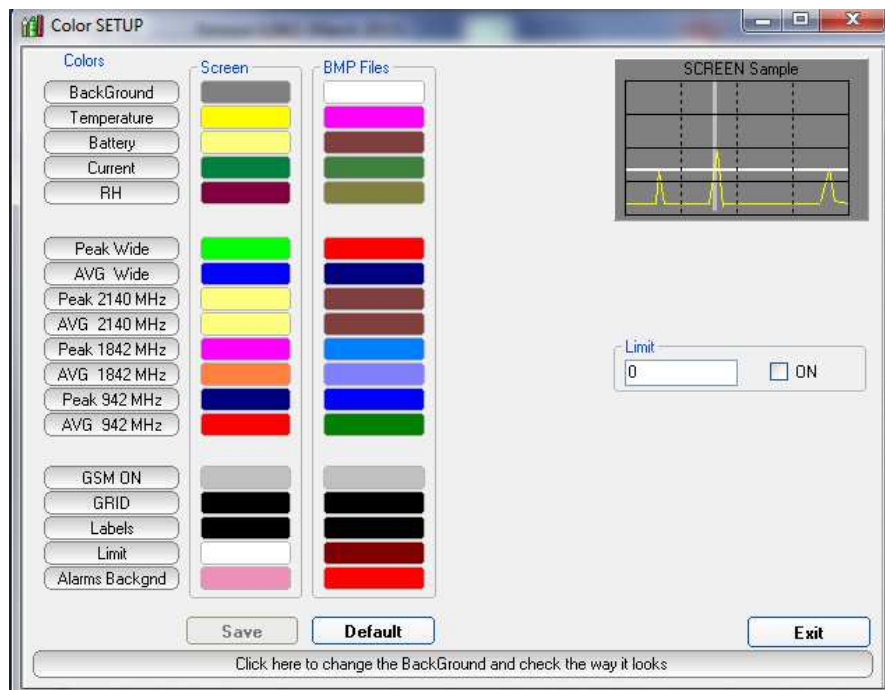 Color SETUP
Colors
Screen
BMP Files
SCREEN Sample
BackGround
Temperature
Battery
Current
RH
Peak Wide
AVG Wide
Peak 2140 MHz
AVG 2140 MHz
Peak 1842 MHz
AVG 1842 MHz
Peak 942 MHz
AVG 942 MHz
Limit
0
ON
GSM ON
GRID
Labels
Limit
Alarms Backgnd
Save
Default
Exit
Click here to change the BackGround and check the way it looks